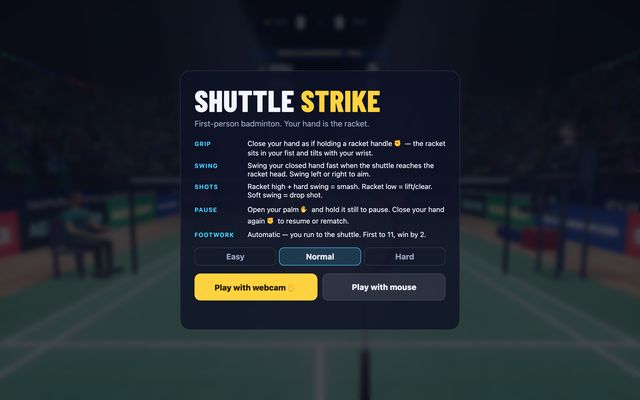 SHUTTLE STRIKE
First-person badminton. Your hand is the racket.
GRIP
Close your hand as if holding a racket handle ✊ — the racket
sits in your fist and tilts with your wrist.
SWING
Swing your closed hand fast when the shuttle reaches the
racket head. Swing left or right to aim.
SHOTS
Racket high + hard swing = smash. Racket low = lift/clear.
Soft swing = drop shot.
PAUSE
Open your palm ✋ and hold it still to pause. Close your hand
again ✊ to resume or rematch.
FOOTWORK
Automatic — you run to the shuttle. First to 11, win by 2.
Easy
Normal
Hard
Play with webcam
Play with mouse